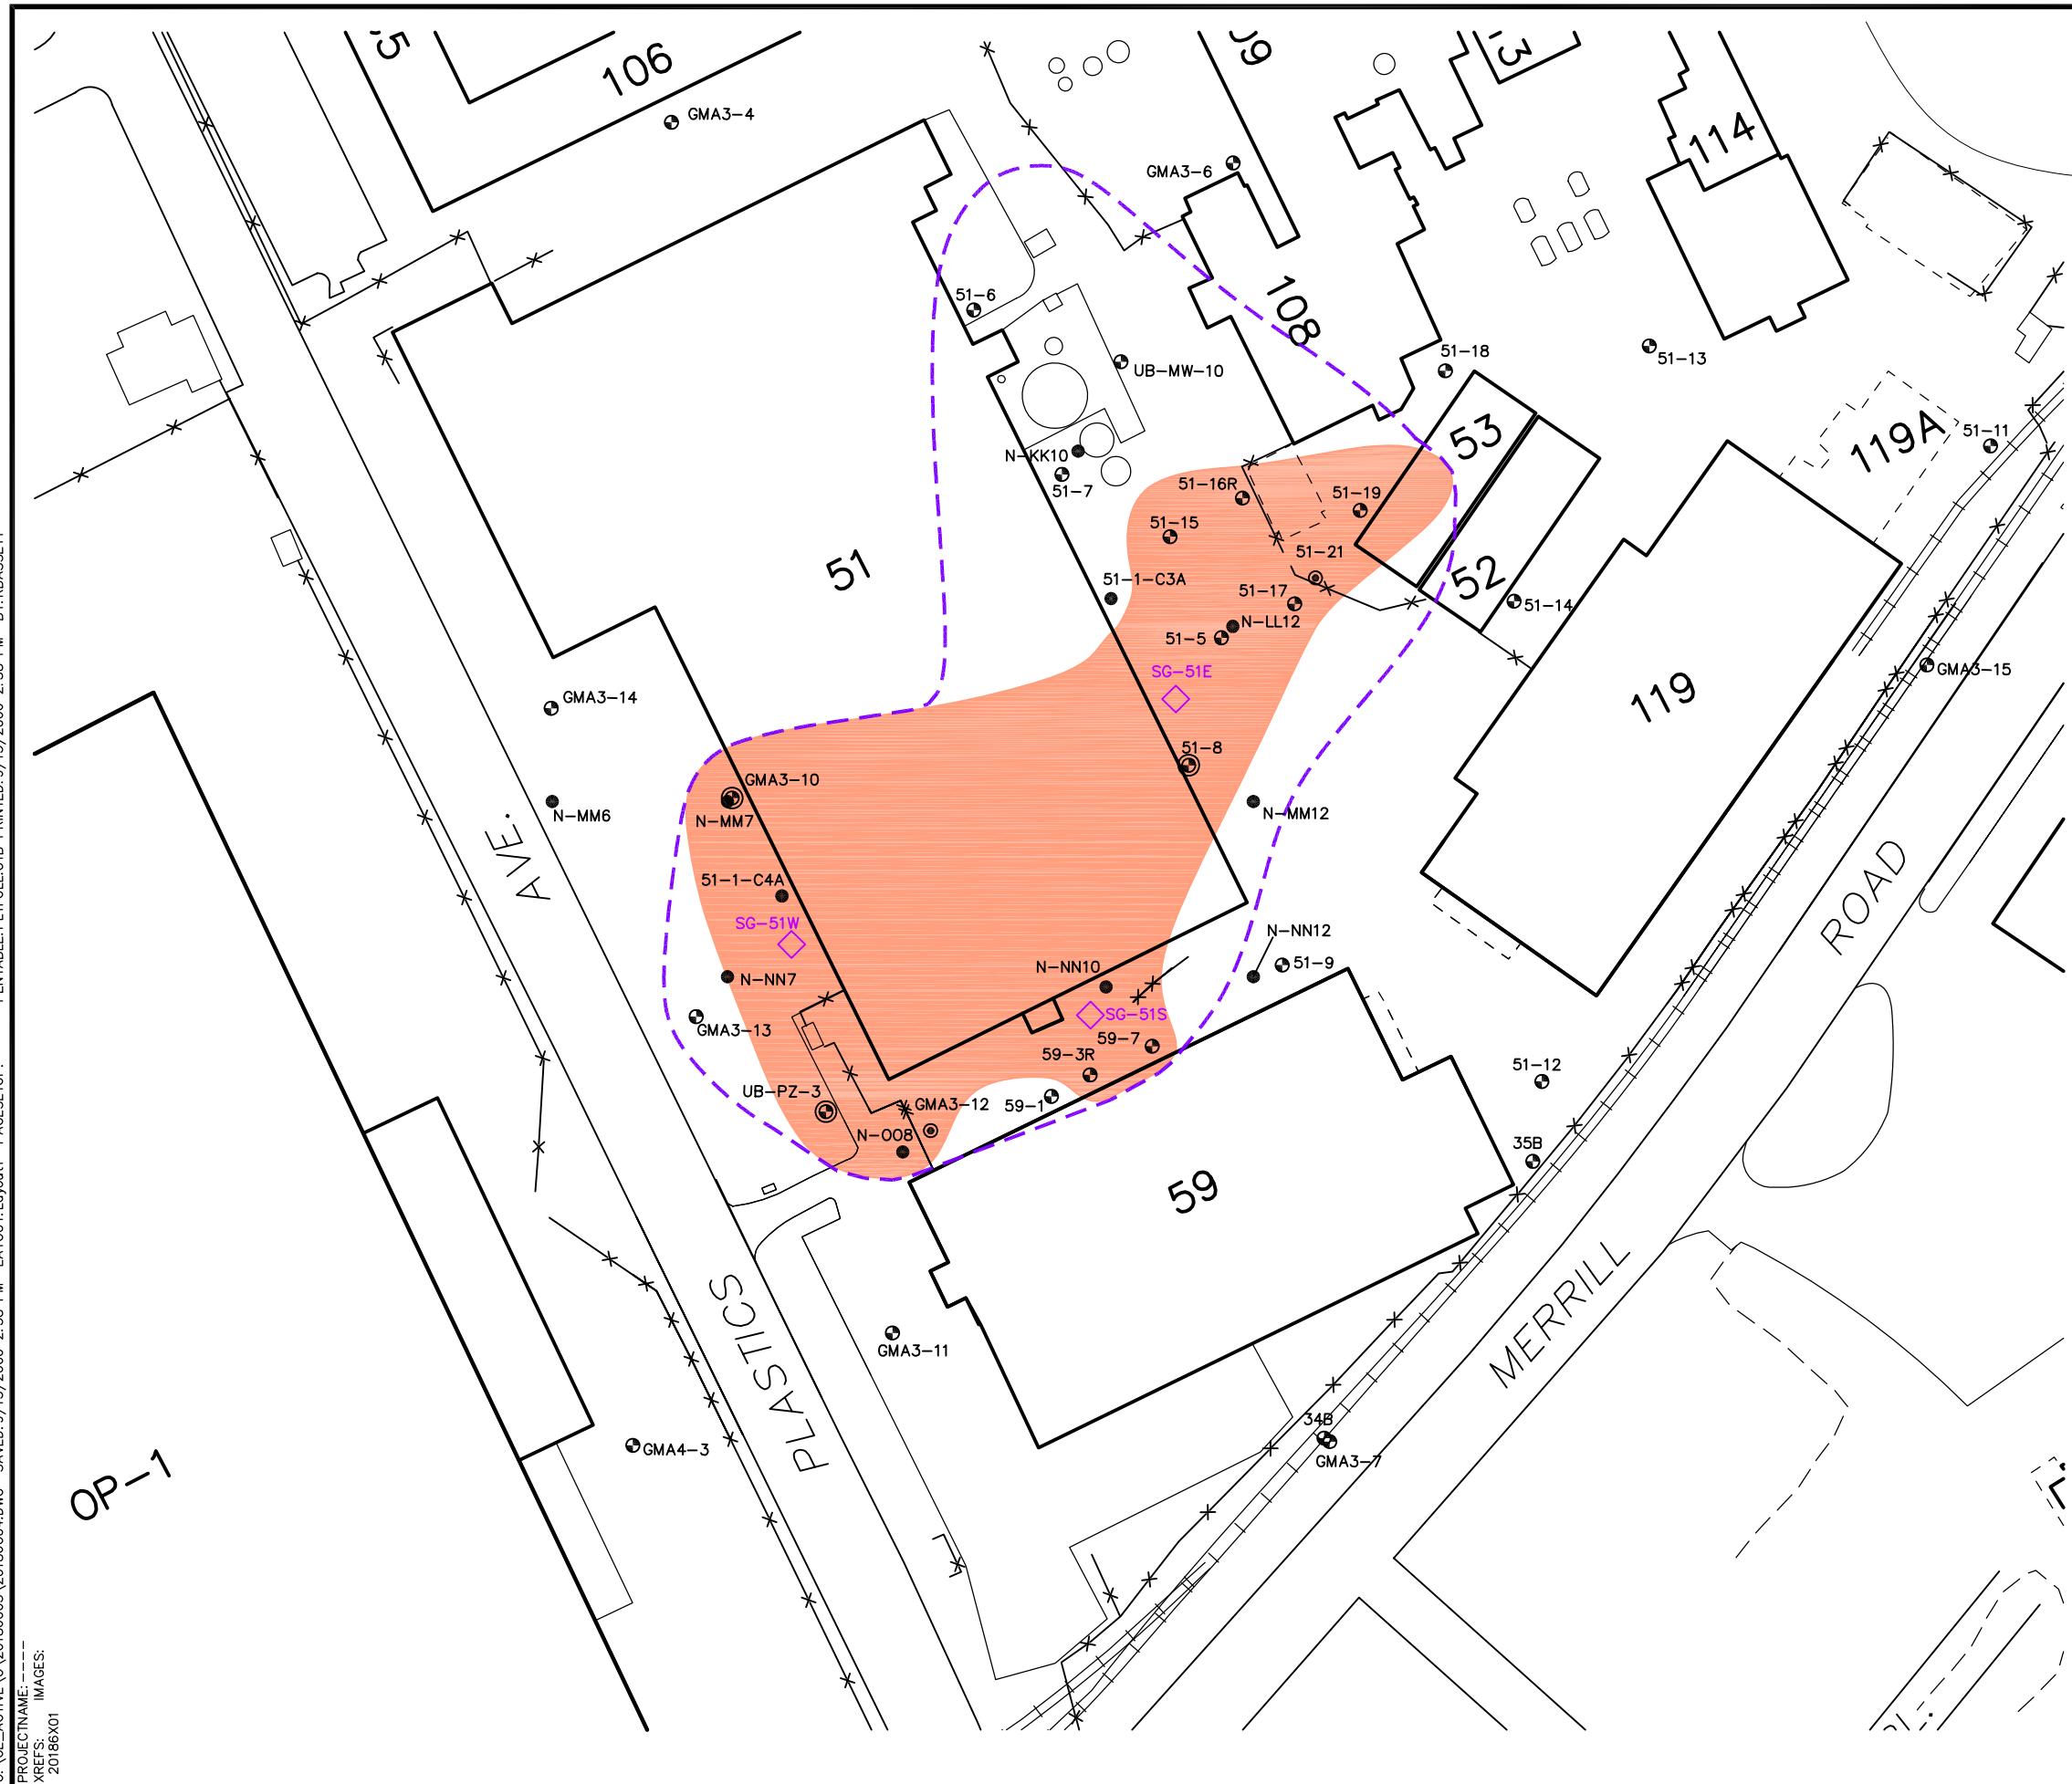 106
GMA3-4
GMA3-6
114
108
51-6
UB-MW-10
51-18
51-13
53
119A
51-11
N-KK10
51-7
51-16R
51-19
51-15
51
51-21
51-1-C3A
51-17
52
51-14
N-LL12
51-5
SG-51E
GMA3-15
GMA3-14
119
51-8
GMA3-10
N-MM6
N-MM7
N-MM12
AVE.
51-1-C4A
ROAD
SG-51W
N-NN12
51-9
N-NN10
N-NN7
SG-51S
GMA3-13
59-7
59-3R
51-12
UB-PZ-3
GMA3-12
59-1
N-OO8
35B
59
MERRILL
PLASTICS
GMA3-11
34B
GMA4-3
GMA3-7
OP-1
PROJECTNAME: ----
XREFS: IMAGES:
20186X01